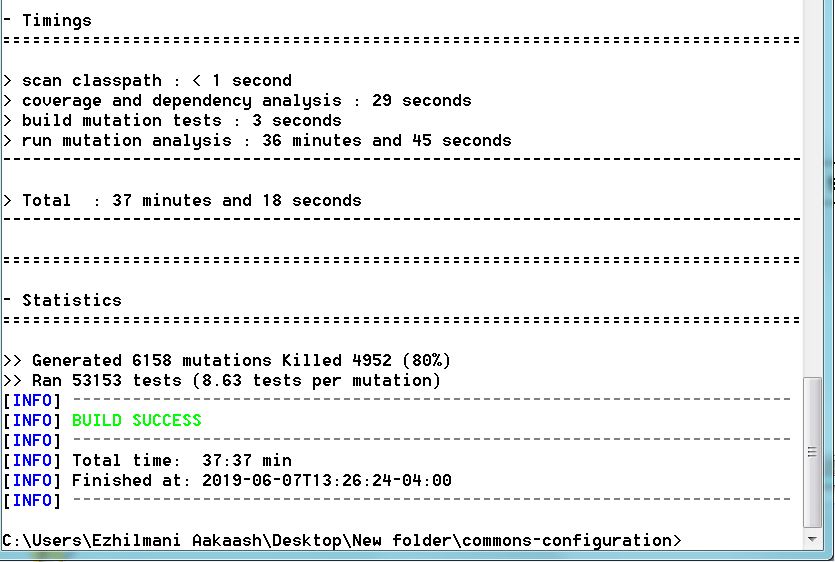 - Timings
================================================================================
> scan classpath : < 1 second
> coverage and dependency analysis : 29 seconds
> build mutation tests : 3 seconds
> run mutation analysis : 36 minutes and 45 seconds
--------------------------------------------------------------------------------
> Total  : 37 minutes and 18 seconds
--------------------------------------------------------------------------------
================================================================================
- Statistics
================================================================================
>> Generated 6158 mutations Killed 4952 (80%)
>> Ran 53153 tests (8.63 tests per mutation)
[INFO] ------------------------------------------------------------------------
[INFO] BUILD SUCCESS
[INFO] ------------------------------------------------------------------------
[INFO] Total time:  37:37 min
[INFO] Finished at: 2019-06-07T13:26:24-04:00
[INFO] ------------------------------------------------------------------------
C:\Users\Ezhilmani Aakaash\Desktop\New folder\commons-configuration>